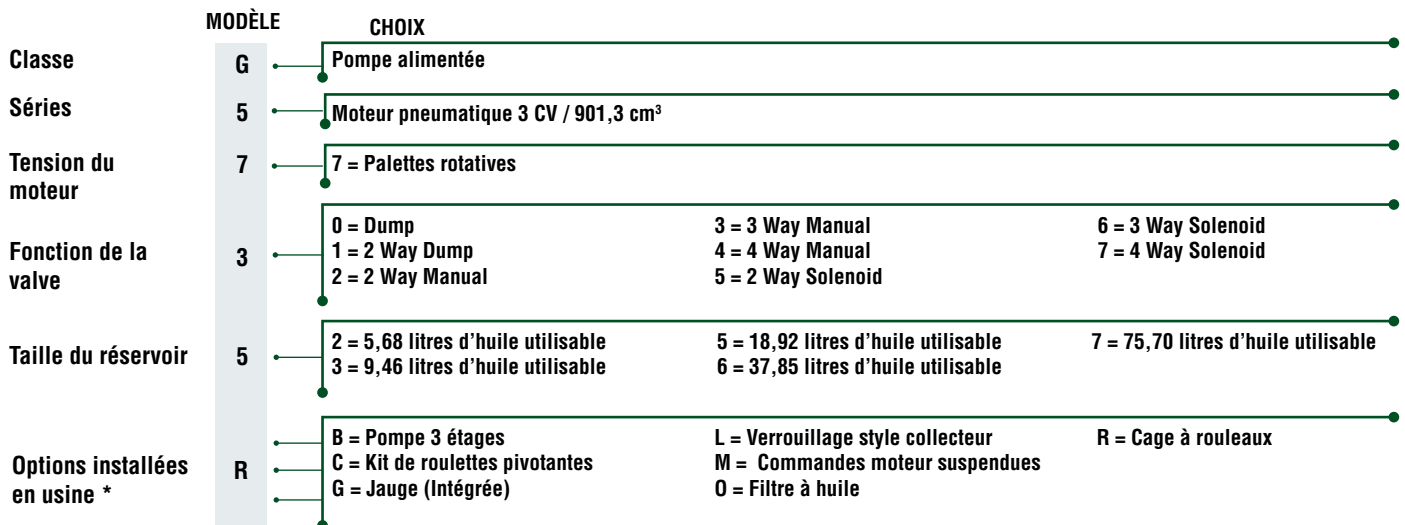 MODÈLE CHOIX
Classe G Pompe alimentée
Séries 5 Moteur pneumatique 3 CV / 901,3 cm³
Tension du moteur 7 7 = Palettes rotatives
Fonction de la valve 3
0 = Dump 3 = 3 Way Manual 6 = 3 Way Solenoid
1 = 2 Way Dump 4 = 4 Way Manual 7 = 4 Way Solenoid
2 = 2 Way Manual 5 = 2 Way Solenoid
Taille du réservoir 5
2 = 5,68 litres d’huile utilisable 5 = 18,92 litres d’huile utilisable 7 = 75,70 litres d’huile utilisable
3 = 9,46 litres d’huile utilisable 6 = 37,85 litres d’huile utilisable
Options installées en usine * R
B = Pompe 3 étages L = Verrouillage style collecteur R = Cage à rouleaux
C = Kit de roulettes pivotantes M = Commandes moteur suspendues
G = Jauge (Intégrée) O = Filtre à huile